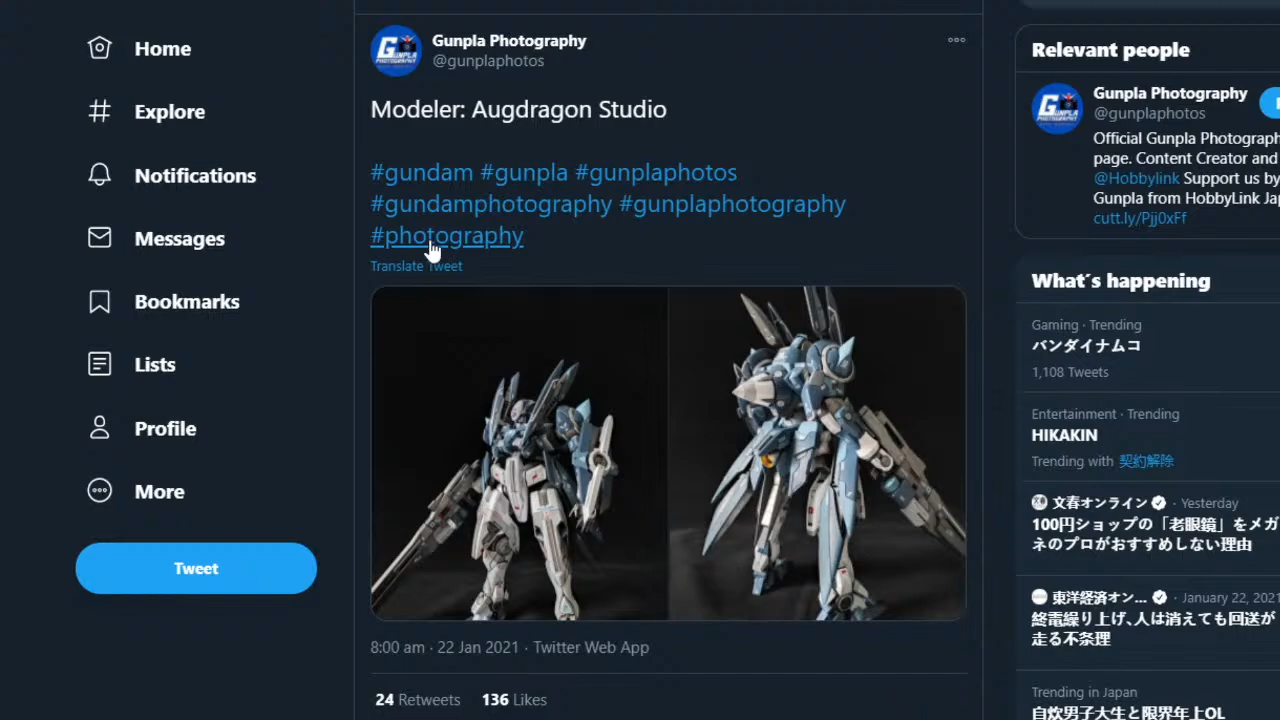 Home
Explore
Notifications
Messages
Bookmarks
Lists
Profile
More
Tweet
Gunpla Photography
@gunplaphotos
Modeler: Augdragon Studio
#gundam #gunpla #gunplaphotos
#gundamphotography #gunplaphotography
#photography
Translate Tweet
8:00 am · 22 Jan 2021 · Twitter Web App
24 Retweets 136 Likes
Relevant people
Gunpla Photography
@gunplaphotos
Official Gunpla Photograph
page. Content Creator and
@Hobbylink Support us by
Gunpla from HobbyLink Ja
cutt.ly/Pjj0xFf
What's happening
Gaming · Trending
バンダイナムコ
1,108 Tweets
Entertainment · Trending
HIKAKIN
Trending with 契約解除
文春オンライン · Yesterday
100円ショップの「老眼鏡」をメガ
ネのプロがおすすめしない理由
東洋経済オン... · January 22, 2021
終電繰り上げ、人は消えても回送が
走る不条理
Trending in Japan
自炊男子大生と限界年上OL